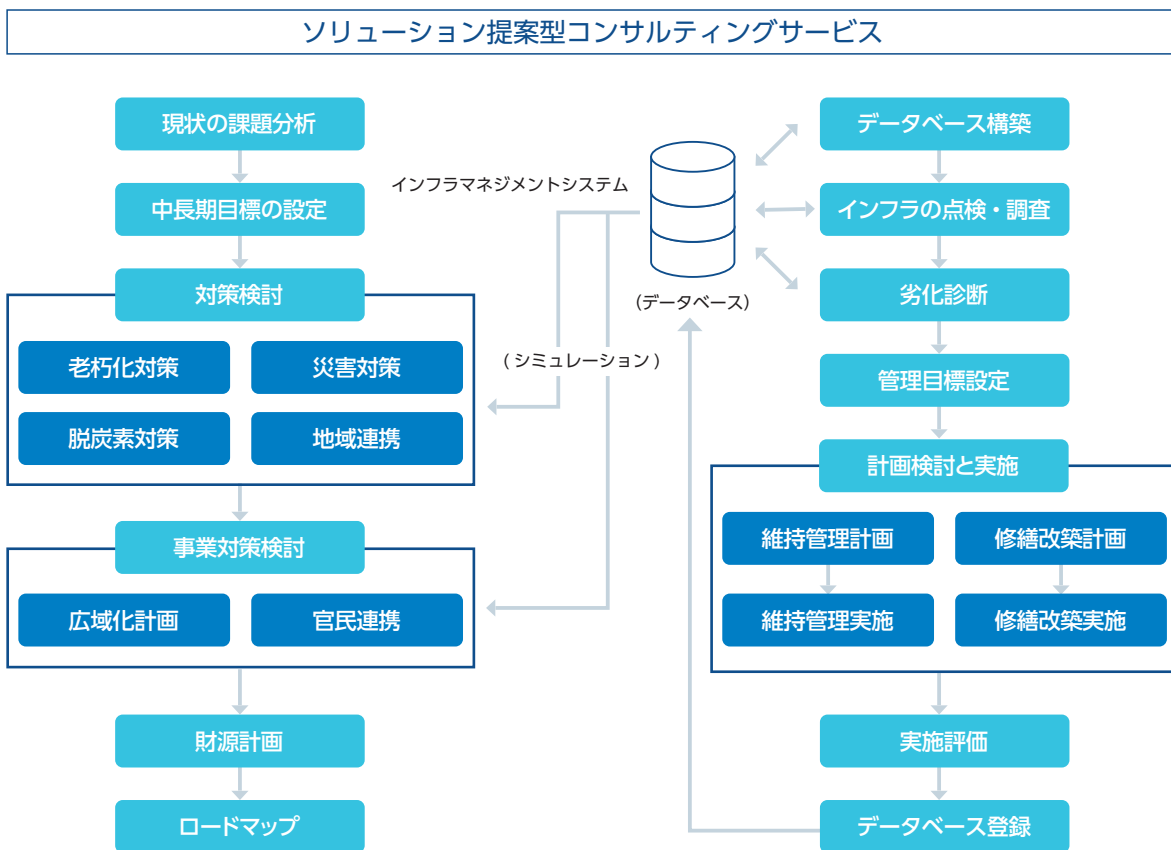 ソリューション提案型コンサルティングサービス
現状の課題分析
中長期目標の設定
対策検討
老朽化対策
災害対策
脱炭素対策
地域連携
事業対策検討
広域化計画
官民連携
財源計画
ロードマップ
インフラマネジメントシステム
(データベース)
(シミュレーション)
データベース構築
インフラの点検・調査
劣化診断
管理目標設定
計画検討と実施
維持管理計画
修繕改築計画
維持管理実施
修繕改築実施
実施評価
データベース登録